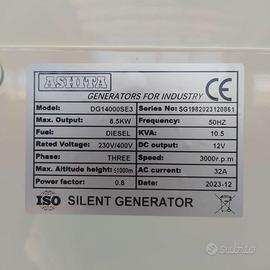 ASHITA
CE
GENERATORS FOR INDUSTRY
Model: DG14000SE3 Series No: SG1982023120861
Max. Output: 8.5KW Frequency: 50HZ
Fuel: DIESEL KVA: 10.5
Rated Voltage: 230V/400V DC output: 12V
Phase: THREE Speed: 3000r.p.m
Max. Altitude height: ≤1000m AC current: 32A
Power factor: 0.8 Date: 2023-12
ISO SILENT GENERATOR
subito